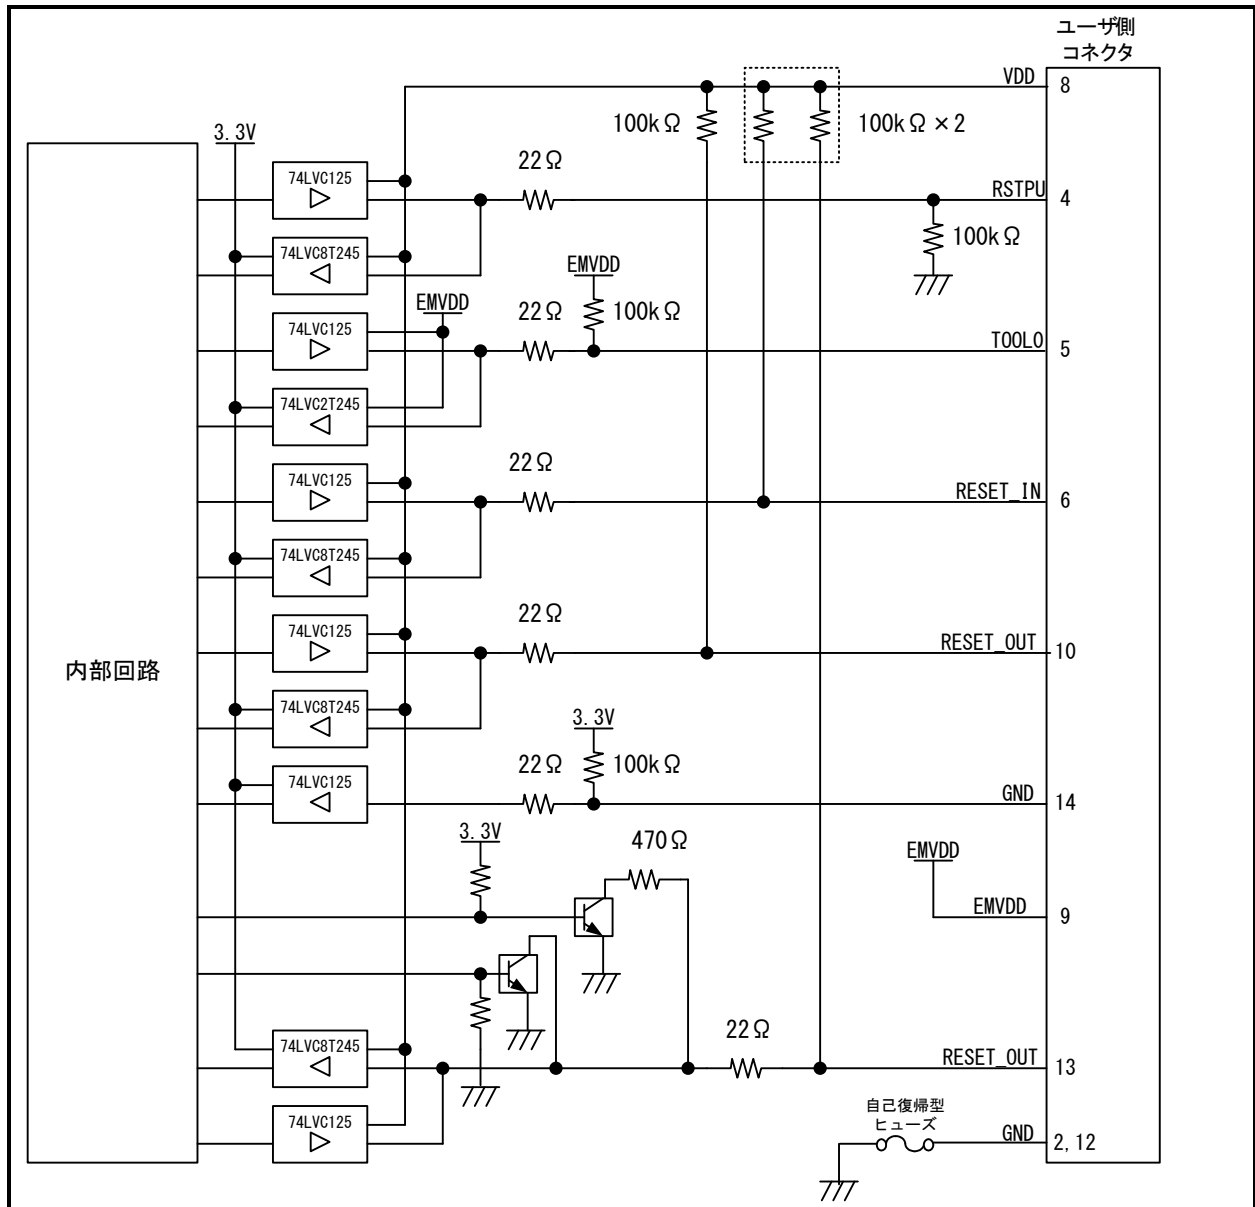 ユーザ側
コネクタ
VDD 8
100kΩ
100kΩ×2
3.3V
74LVC125
22Ω
RSTPU 4
100kΩ
74LVC8T245
EMVDD
EMVDD
74LVC125
22Ω
100kΩ
TOOL0 5
74LVC2T245
74LVC125
22Ω
RESET_IN 6
74LVC8T245
74LVC125
22Ω
RESET_OUT 10
内部回路
74LVC8T245
3.3V
74LVC125
22Ω
100kΩ
GND 14
3.3V
470Ω
EMVDD
EMVDD 9
74LVC8T245
22Ω
RESET_OUT 13
74LVC125
自己復帰型
ヒューズ
GND 2,12